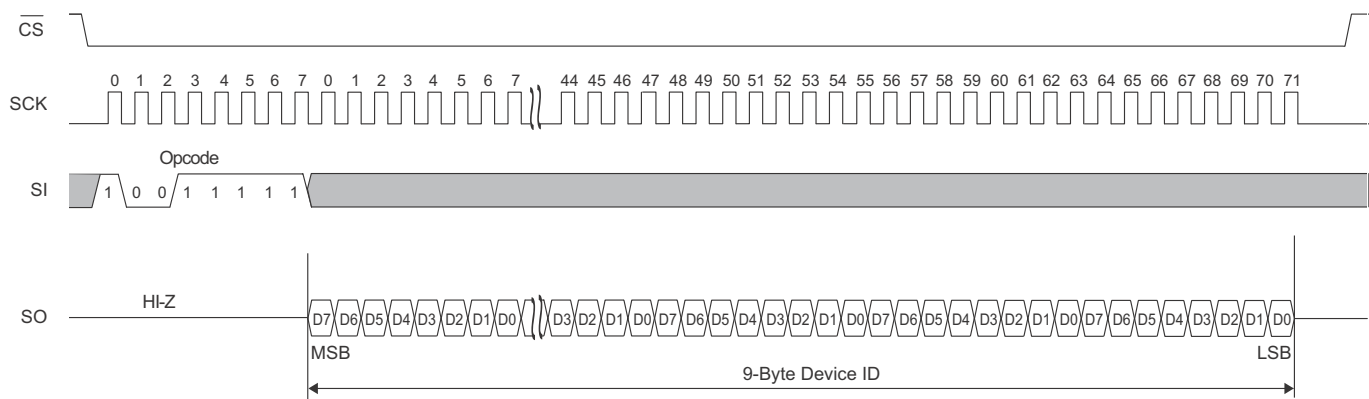 CS
0 1 2 3 4 5 6 7 0 1 2 3 4 5 6 7 44 45 46 47 48 49 50 51 52 53 54 55 56 57 58 59 60 61 62 63 64 65 66 67 68 69 70 71
SCK
Opcode
SI 1 0 0 1 1 1 1 1
HI-Z
SO D7 D6 D5 D4 D3 D2 D1 D0 D3 D2 D1 D0 D7 D6 D5 D4 D3 D2 D1 D0 D7 D6 D5 D4 D3 D2 D1 D0 D7 D6 D5 D4 D3 D2 D1 D0
MSB LSB
9-Byte Device ID